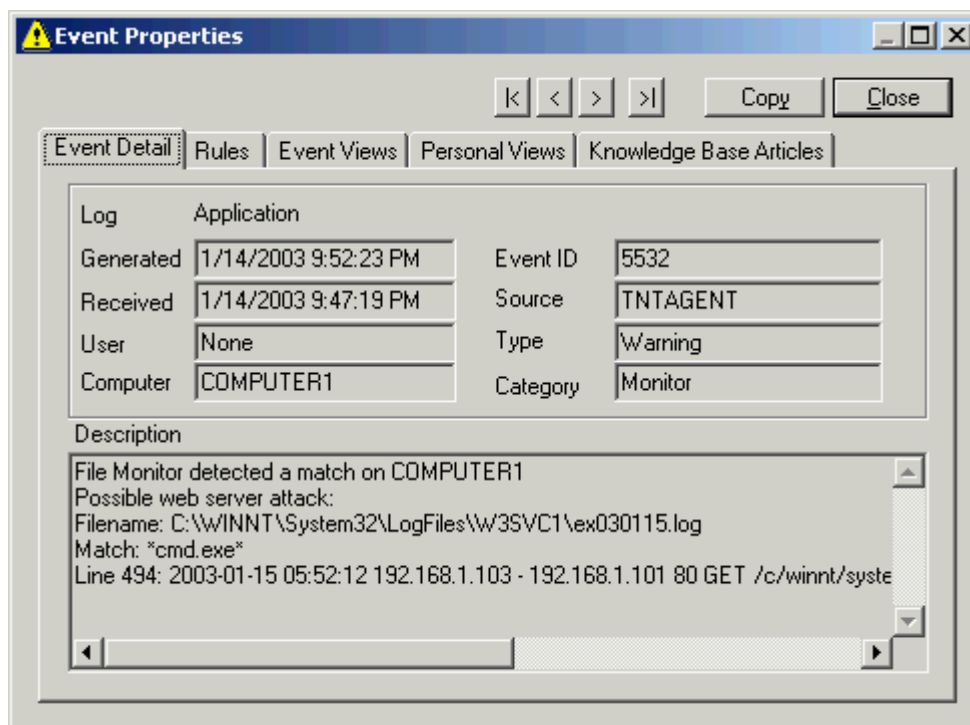 Event Properties
|< < > >| Copy Close
Event Detail Rules Event Views Personal Views Knowledge Base Articles
Log Application
Generated 1/14/2003 9:52:23 PM Event ID 5532
Received 1/14/2003 9:47:19 PM Source TNTAGENT
User None Type Warning
Computer COMPUTER1 Category Monitor
Description
File Monitor detected a match on COMPUTER1
Possible web server attack:
Filename: C:\WINNT\System32\LogFiles\W3SVC1\ex030115.log
Match: *cmd.exe*
Line 494: 2003-01-15 05:52:12 192.168.1.103 - 192.168.1.101 80 GET /c/winnt/syste